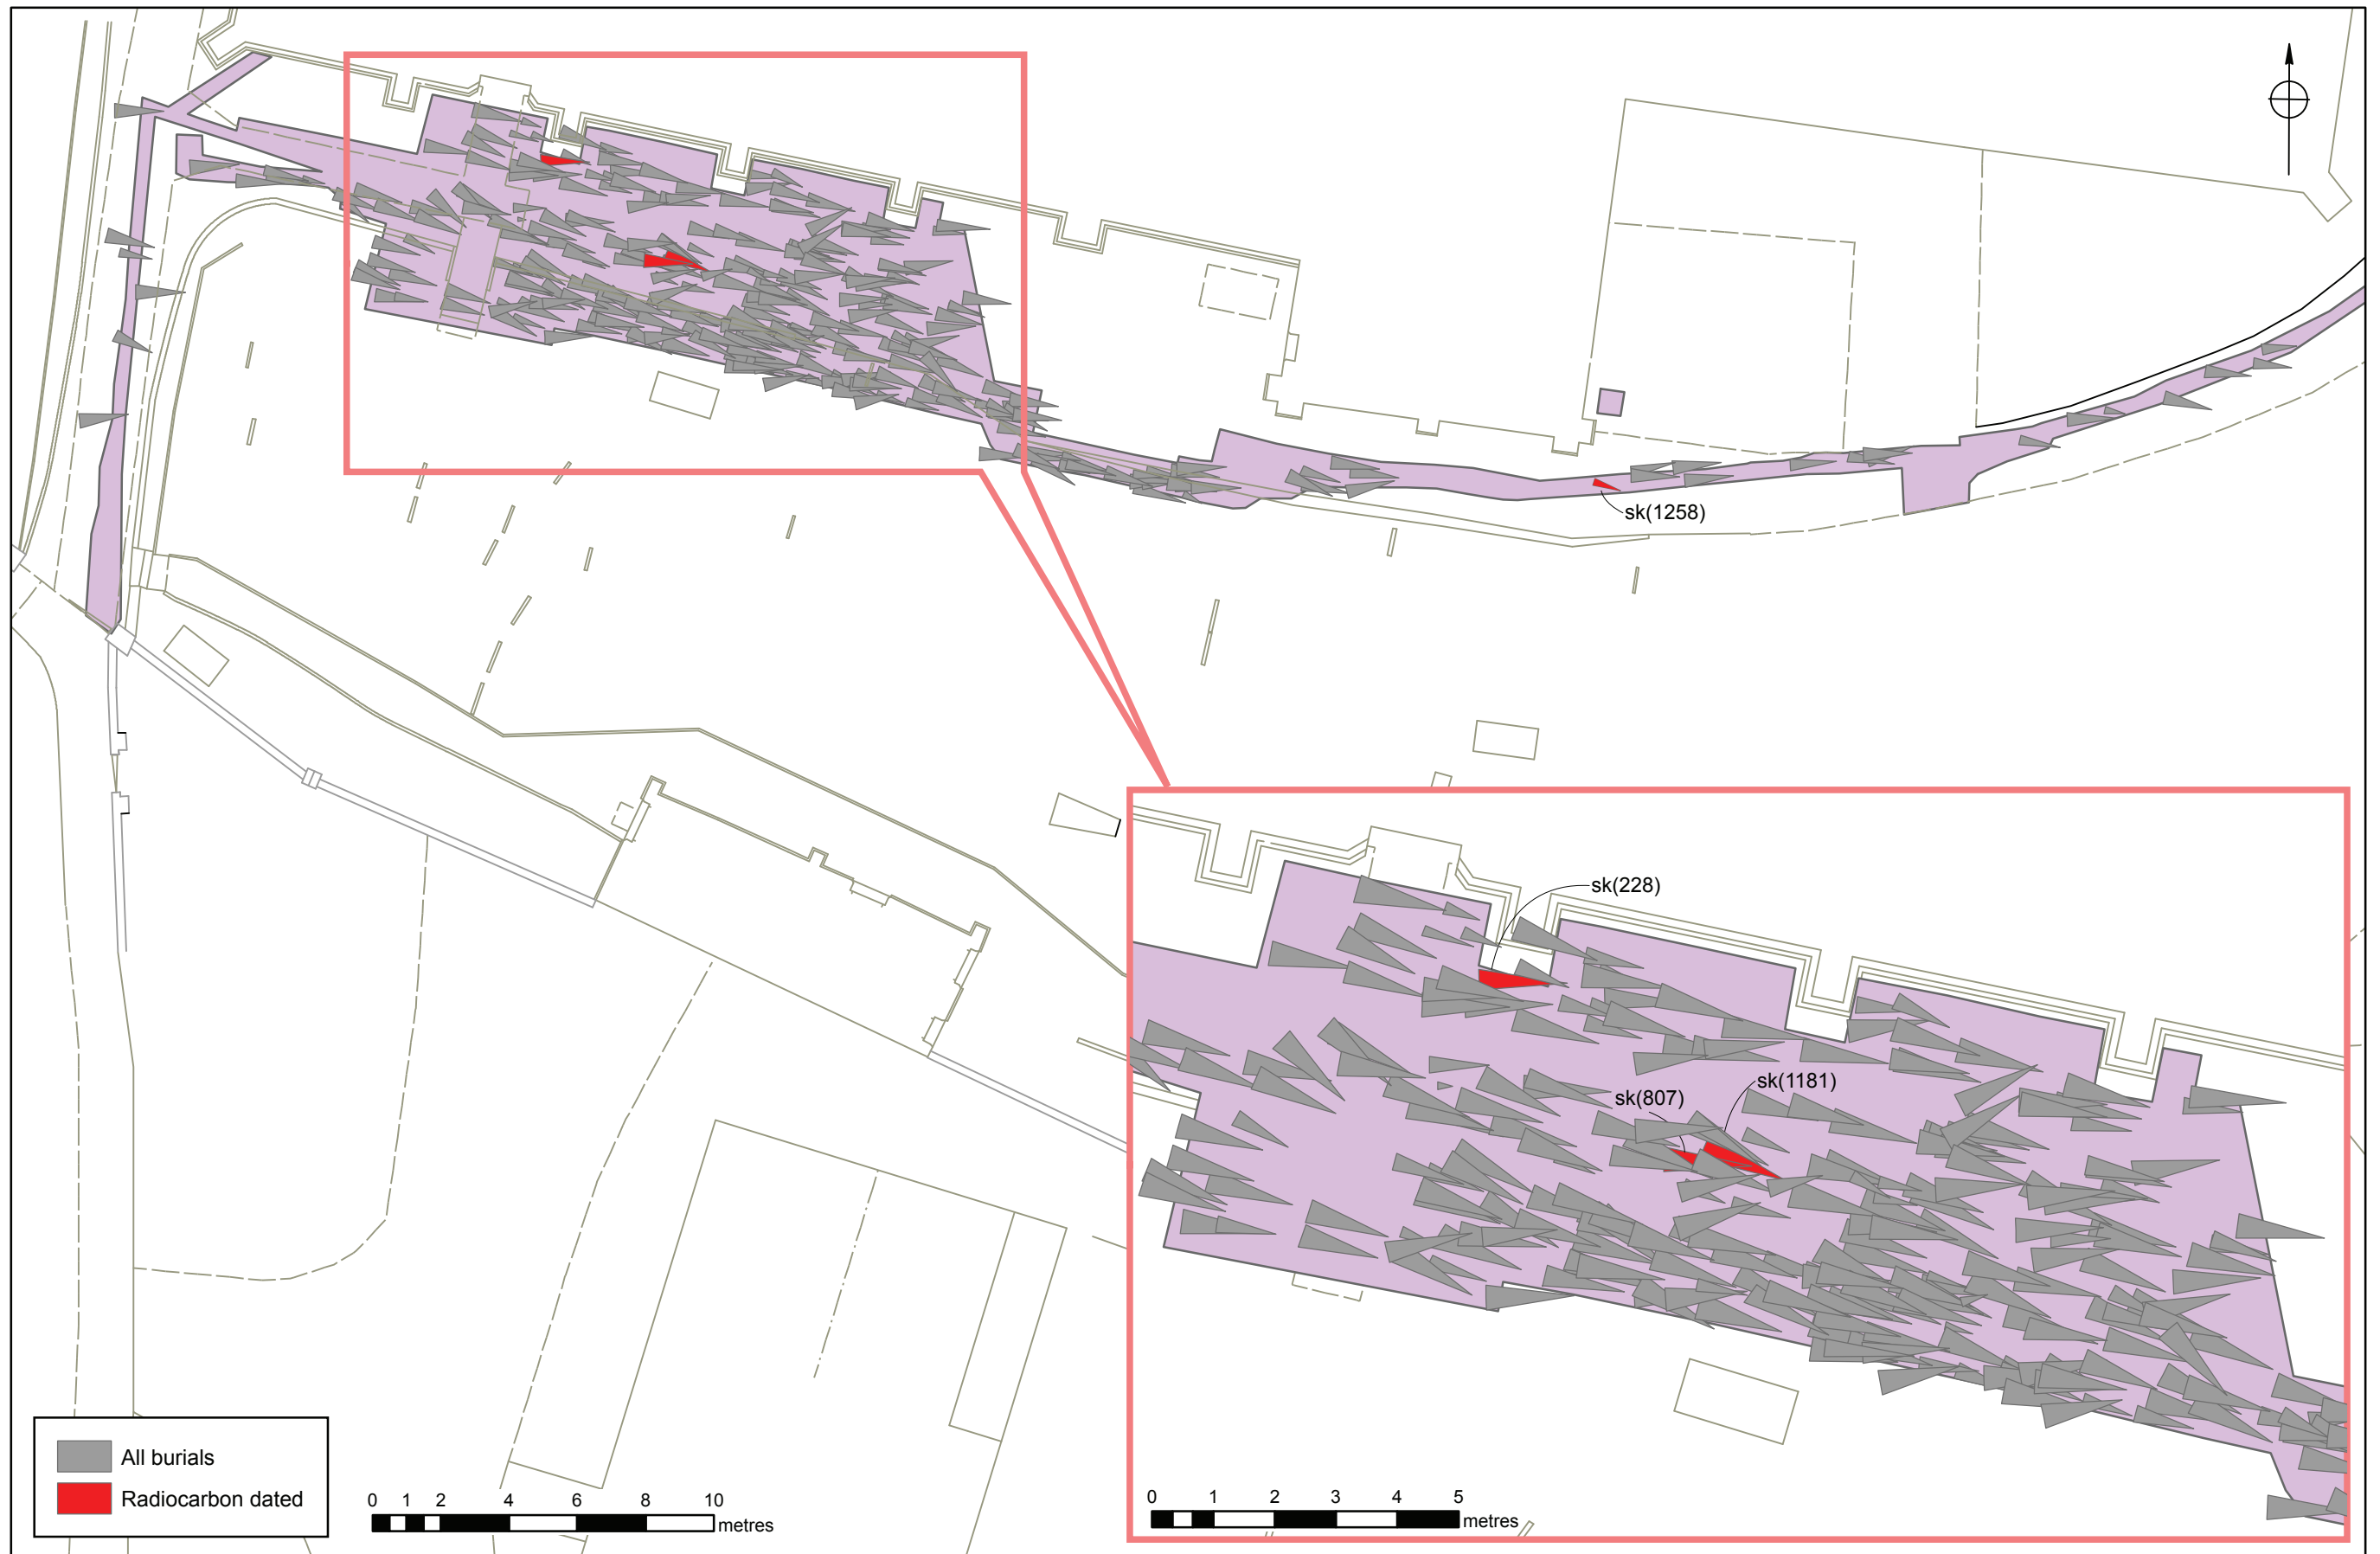 sk(1258)
sk(228)
sk(1181)
sk(807)
All burials
Radiocarbon dated
0 1 2 4 6 8 10
metres
0 1 2 3 4 5
metres